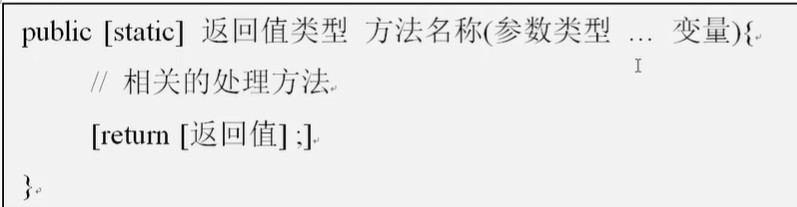 public [static] 返回值类型 方法名称(参数类型 … 变量){
// 相关的处理方法
[return [返回值] ;]
}